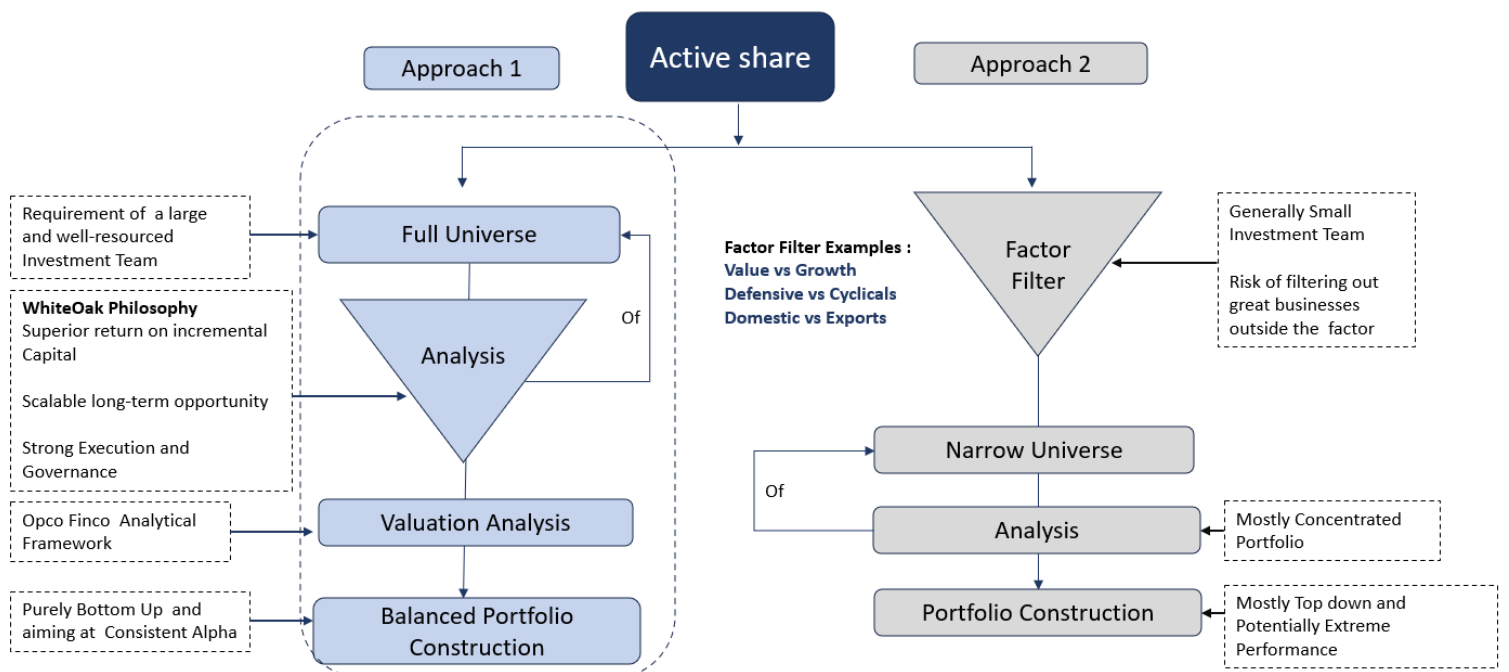 Active share
Approach 1
Approach 2
Requirement of a large
and well-resourced
Investment Team
Full Universe
WhiteOak Philosophy
Superior return on incremental
Capital
Scalable long-term opportunity
Strong Execution and
Governance
Analysis
Of
Opco Finco Analytical
Framework
Valuation Analysis
Purely Bottom Up and
aiming at Consistent Alpha
Balanced Portfolio
Construction
Factor Filter Examples :
Value vs Growth
Defensive vs Cyclicals
Domestic vs Exports
Factor
Filter
Generally Small
Investment Team
Risk of filtering out
great businesses
outside the factor
Narrow Universe
Of
Analysis
Mostly Concentrated
Portfolio
Portfolio Construction
Mostly Top down and
Potentially Extreme
Performance